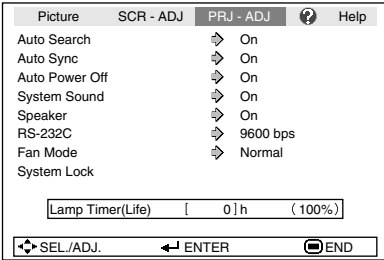 Picture SCR - ADJ PRJ - ADJ ? Help
Auto Search On
Auto Sync On
Auto Power Off On
System Sound On
Speaker On
RS-232C 9600 bps
Fan Mode Normal
System Lock
Lamp Timer(Life) [ 0 ] h ( 100% )
SEL./ADJ. ENTER END